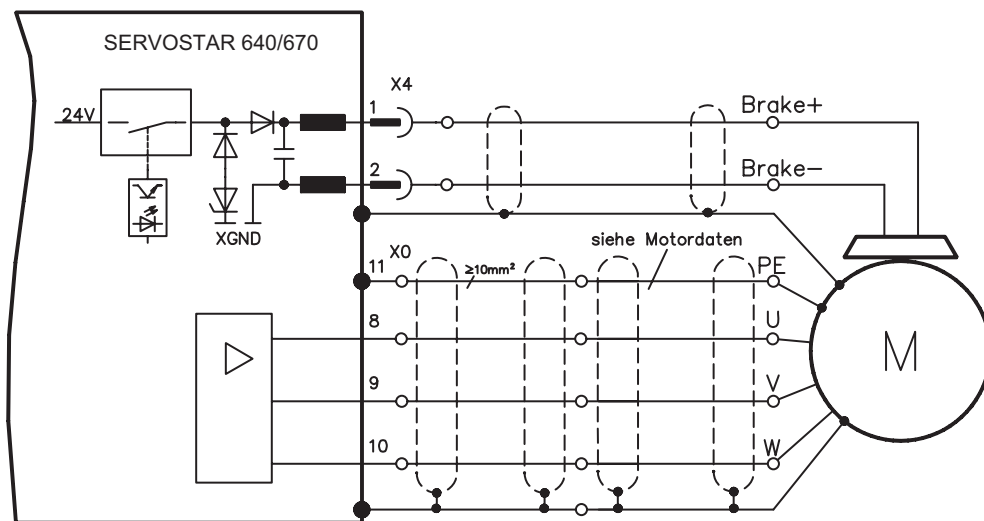 SERVOSTAR 640/670
X4
24V
1
Brake+
2
Brake-
XGND
siehe Motordaten
X0
11
≥10mm²
PE
8
U
M
9
V
10
W